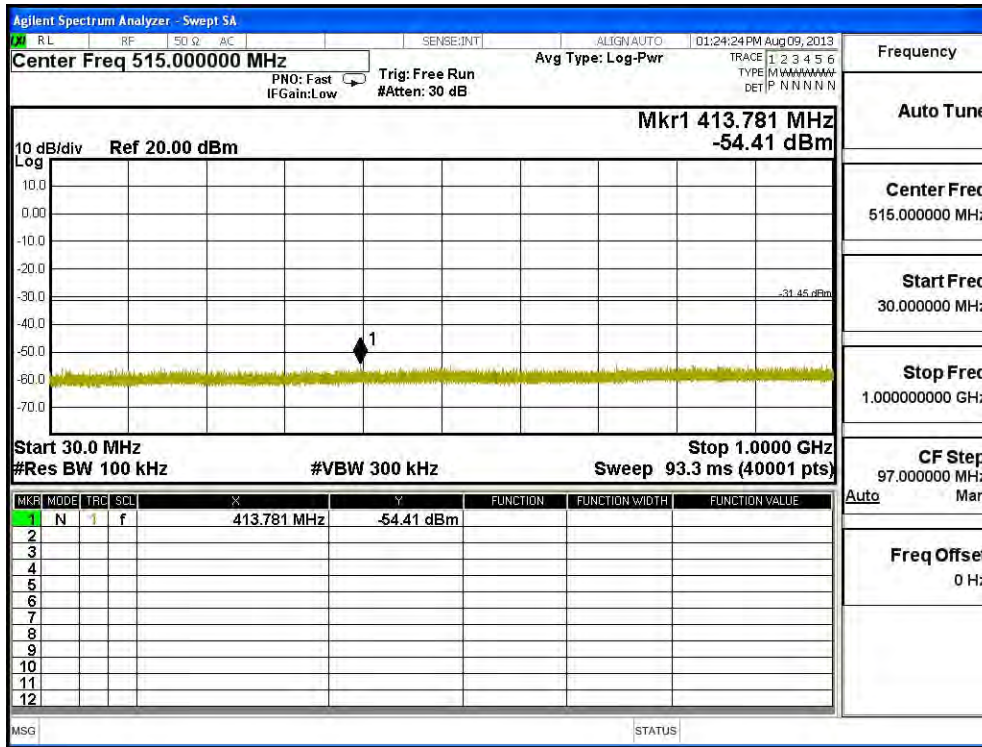 Agilent Spectrum Analyzer - Swept SA
RL RF 50 Ω AC SENSE:INT ALIGN AUTO 01:24:24 PM Aug 09, 2013
Center Freq 515.000000 MHz
PNO: Fast
IFGain:Low
Trig: Free Run
#Atten: 30 dB
Avg Type: Log-Pwr
TRACE 1 2 3 4 5 6
TYPE M
DET P N N N N N
Mkr1 413.781 MHz
-54.41 dBm
10 dB/div Ref 20.00 dBm
Log
10.0
0.00
-10.0
-20.0
-30.0
-31.45 dBm
-40.0
1
-50.0
-60.0
-70.0
Start 30.0 MHz Stop 1.0000 GHz
#Res BW 100 kHz #VBW 300 kHz Sweep 93.3 ms (40001 pts)
MKR MODE TRC SCL X Y FUNCTION FUNCTION WIDTH FUNCTION VALUE
1 N 1 f 413.781 MHz -54.41 dBm
2
3
4
5
6
7
8
9
10
11
12
MSG STATUS
Frequency
Auto Tune
Center Freq
515.000000 MHz
Start Freq
30.000000 MHz
Stop Freq
1.000000000 GHz
CF Step
97.000000 MHz
Auto Man
Freq Offset
0 Hz